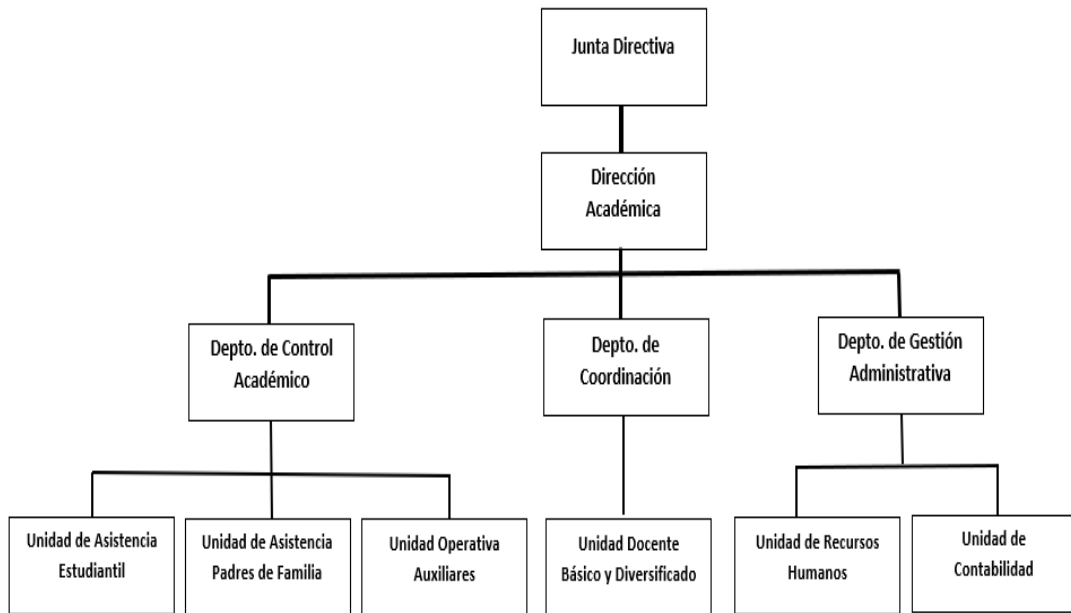 Junta Directiva
Dirección
Académica
Depto. de Control
Académico
Depto. de
Coordinación
Depto. de Gestión
Administrativa
Unidad de Asistencia
Estudiantil
Unidad de Asistencia
Padres de Familia
Unidad Operativa
Auxiliares
Unidad Docente
Básico y Diversificado
Unidad de Recursos
Humanos
Unidad de
Contabilidad